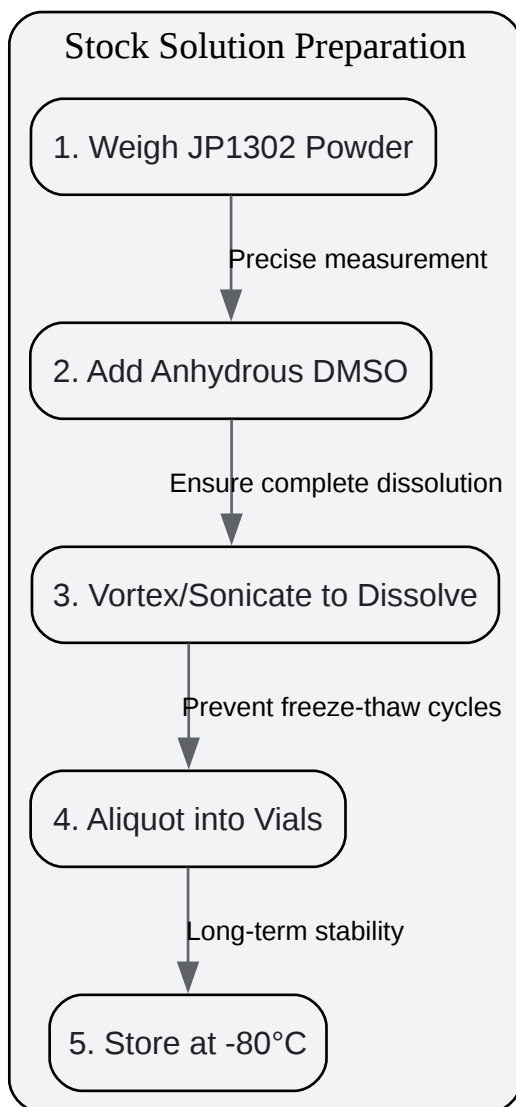 Stock Solution Preparation
1. Weigh JP1302 Powder
Precise measurement
2. Add Anhydrous DMSO
Ensure complete dissolution
3. Vortex/Sonicate to Dissolve
Prevent freeze-thaw cycles
4. Aliquot into Vials
Long-term stability
5. Store at -80°C